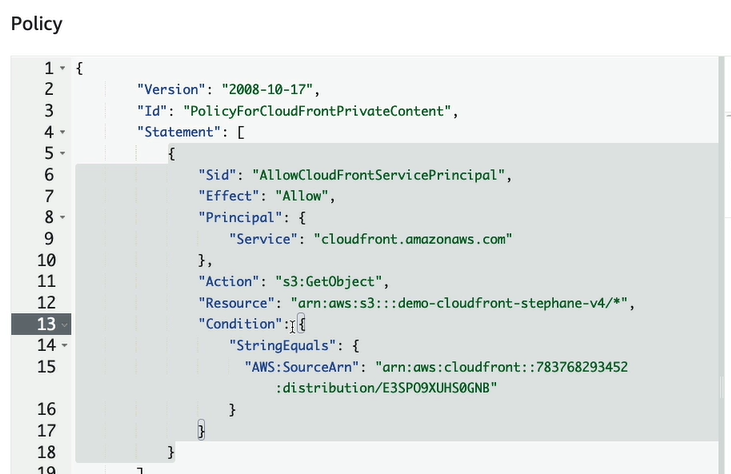 Policy
1 {
2 "Version": "2008-10-17",
3 "Id": "PolicyForCloudFrontPrivateContent",
4 "Statement": [
5 {
6 "Sid": "AllowCloudFrontServicePrincipal",
7 "Effect": "Allow",
8 "Principal": {
9 "Service": "cloudfront.amazonaws.com"
10 },
11 "Action": "s3:GetObject",
12 "Resource": "arn:aws:s3:::demo-cloudfront-stephane-v4/*",
13 "Condition": {
14 "StringEquals": {
15 "AWS:SourceArn": "arn:aws:cloudfront::783768293452
:distribution/E3SPO9XUHS0GNB"
16 }
17 }
18 }
19 ]